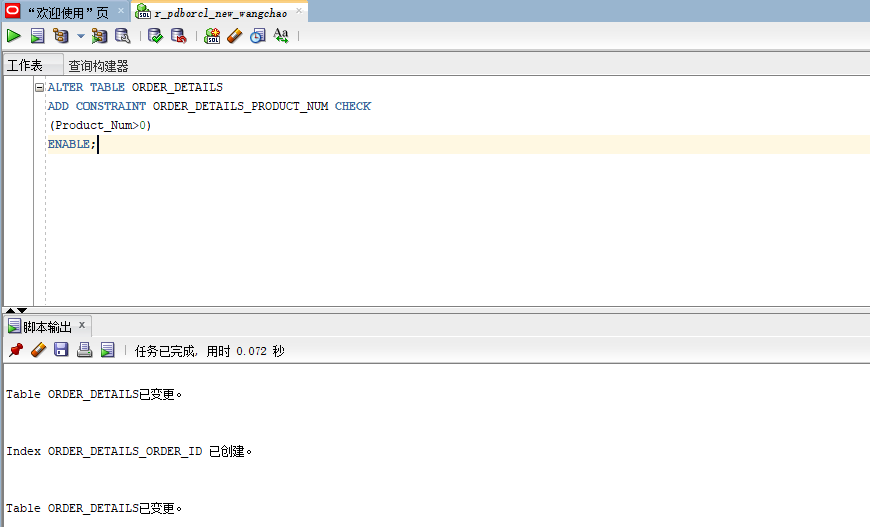 “欢迎使用”页
r_pdborcl_new_wangchao
工作表 查询构建器
ALTER TABLE ORDER_DETAILS
ADD CONSTRAINT ORDER_DETAILS_PRODUCT_NUM CHECK
(Product_Num>0)
ENABLE;
脚本输出 x
任务已完成, 用时 0.072 秒
Table ORDER_DETAILS已变更。
Index ORDER_DETAILS_ORDER_ID 已创建。
Table ORDER_DETAILS已变更。